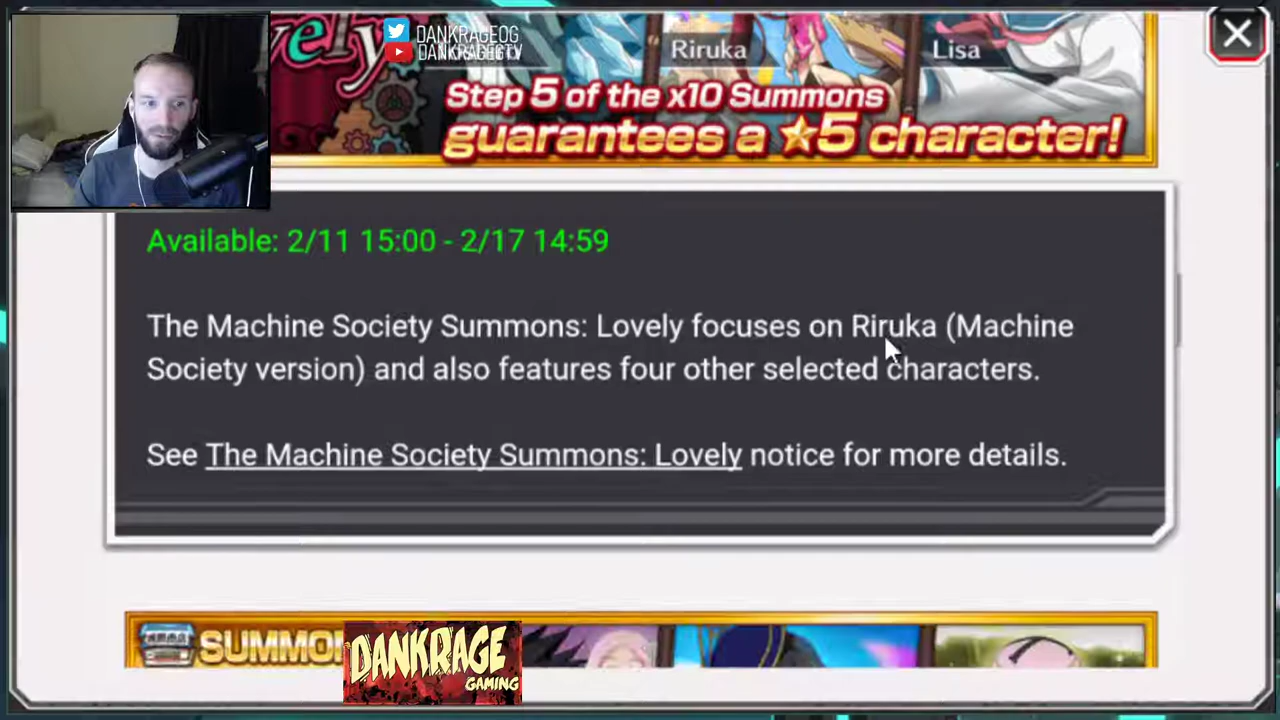 DANKRAGEOG
DANKRAGEGTV
vely
Riruka
Lisa
Step 5 of the x10 Summons
guarantees a ★5 character!
Available: 2/11 15:00 - 2/17 14:59
The Machine Society Summons: Lovely focuses on Riruka (Machine
Society version) and also features four other selected characters.
See The Machine Society Summons: Lovely notice for more details.
SUMMO
DANKRAGE
GAMING